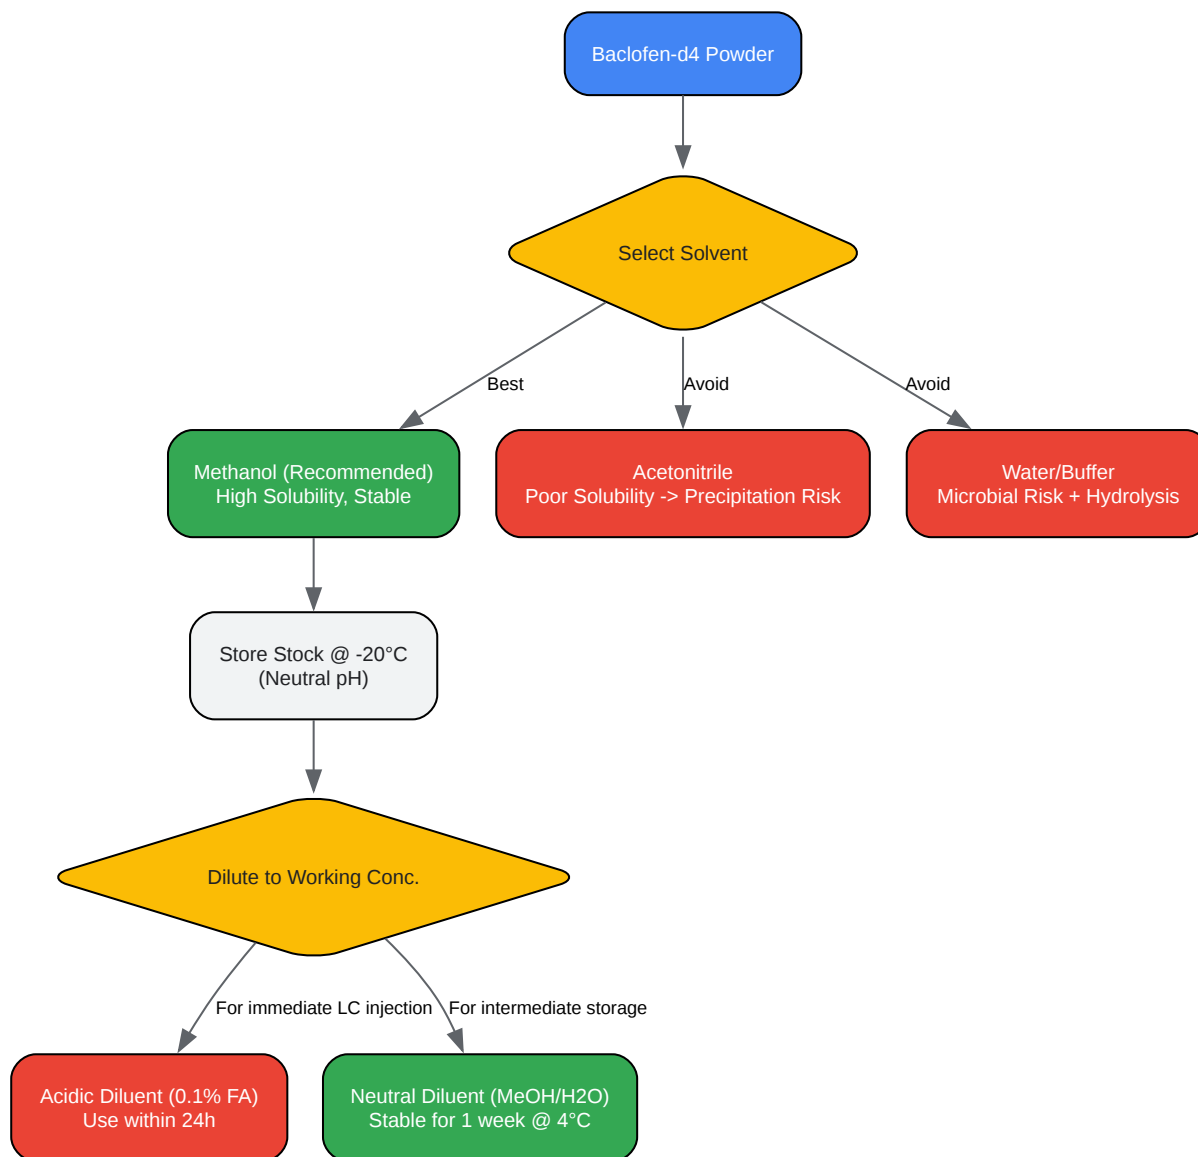 Baclofen-d4 Powder
Select Solvent
Best
Avoid
Avoid
Methanol (Recommended)
High Solubility, Stable
Acetonitrile
Poor Solubility -> Precipitation Risk
Water/Buffer
Microbial Risk + Hydrolysis
Store Stock @ -20°C
(Neutral pH)
Dilute to Working Conc.
For immediate LC injection
For intermediate storage
Acidic Diluent (0.1% FA)
Use within 24h
Neutral Diluent (MeOH/H2O)
Stable for 1 week @ 4°C